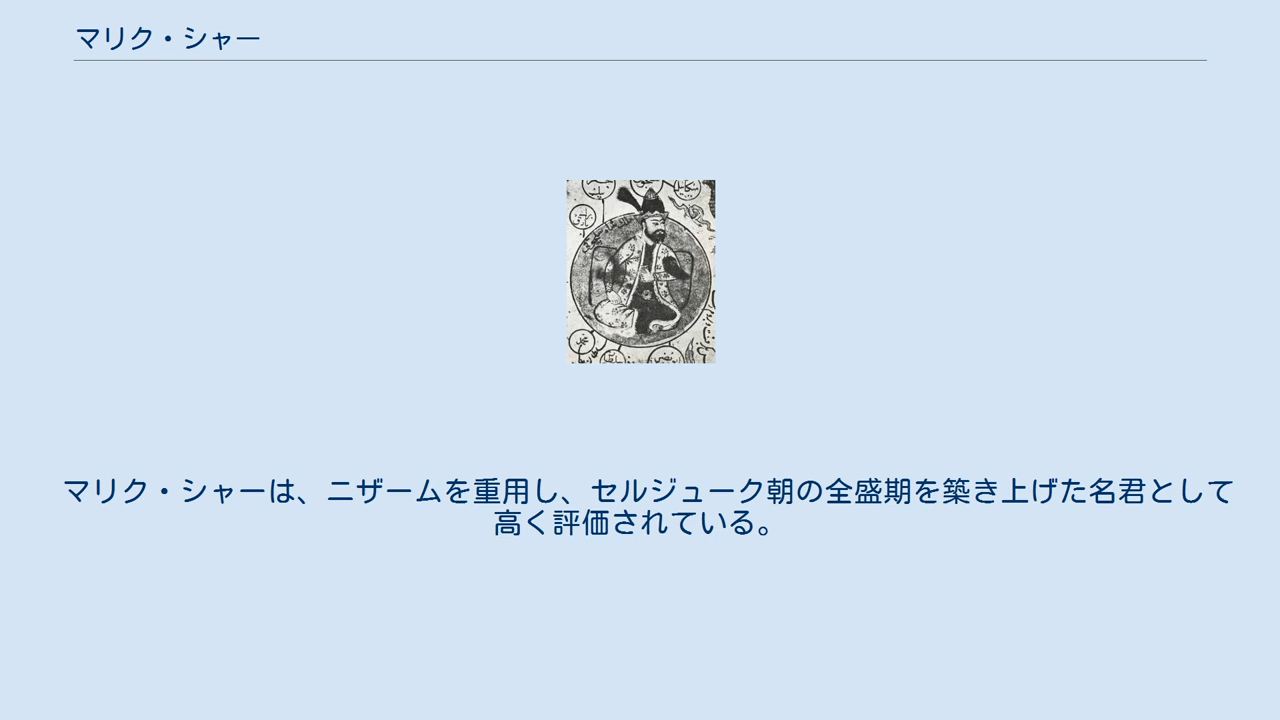 マリク・シャー
マリク・シャーは、ニザームを重用し、セルジューク朝の全盛期を築き上げた名君として
高く評価されている。